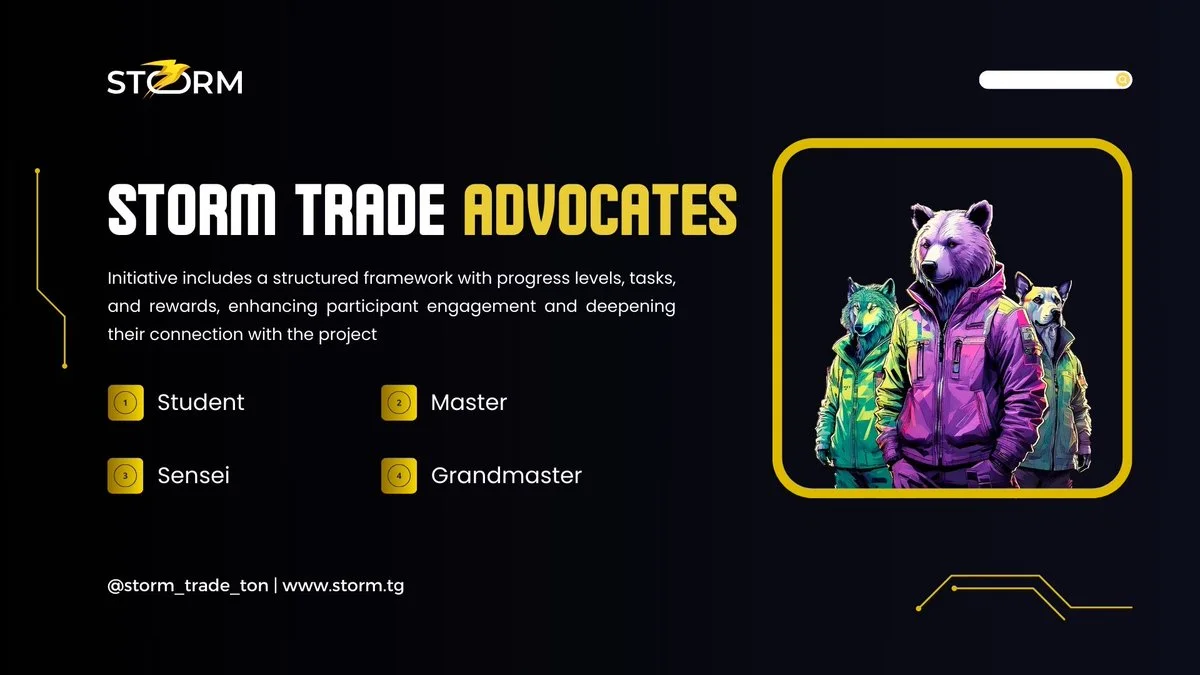 STORM
STORM TRADE ADVOCATES
Initiative includes a structured framework with progress levels, tasks,
and rewards, enhancing participant engagement and deepening
their connection with the project
1 Student
2 Master
3 Sensei
4 Grandmaster
@storm_trade_ton | www.storm.tg